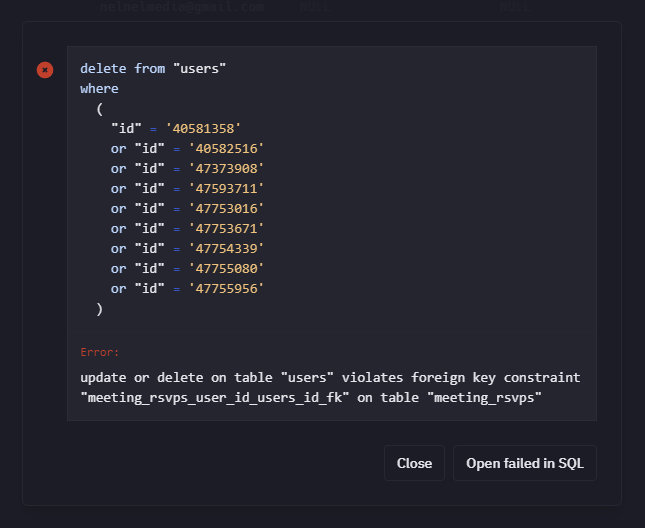 delete from "users"
where
(
"id" = '40581358'
or "id" = '40582516'
or "id" = '47373908'
or "id" = '47593711'
or "id" = '47753016'
or "id" = '47753671'
or "id" = '47754339'
or "id" = '47755080'
or "id" = '47755956'
)
Error:
update or delete on table "users" violates foreign key constraint
"meeting_rsvps_user_id_users_id_fk" on table "meeting_rsvps"
Close Open failed in SQL